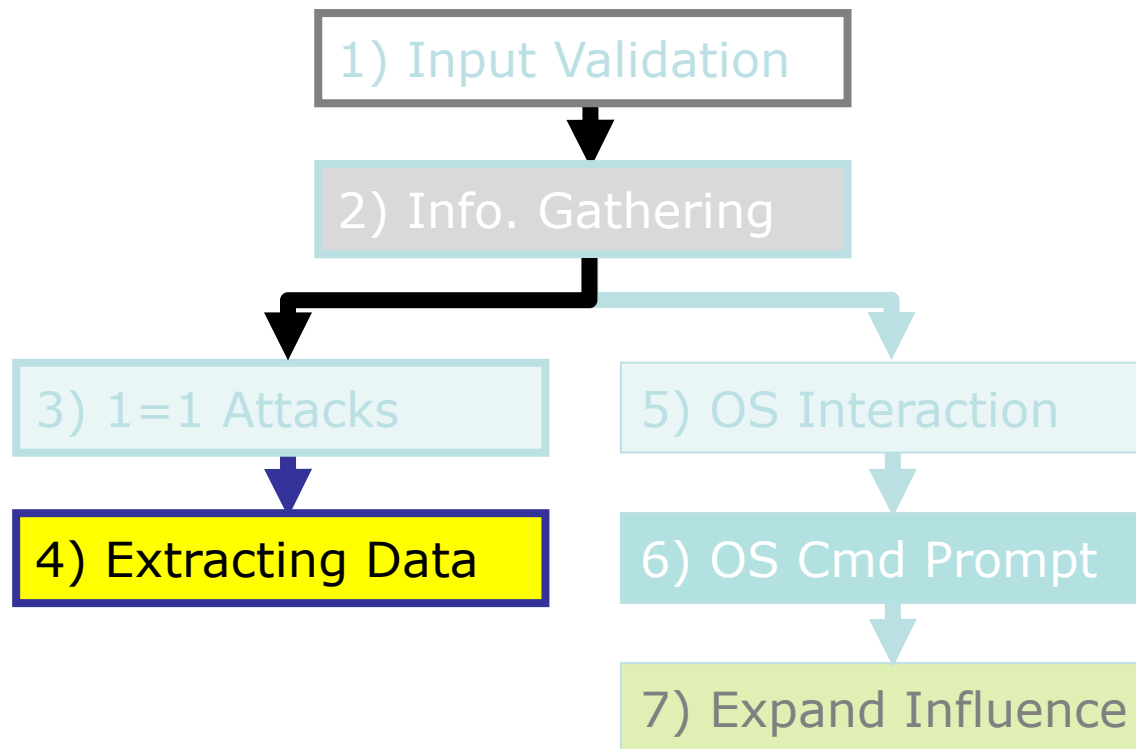 1) Input Validation
2) Info. Gathering
3) 1=1 Attacks
5) OS Interaction
4) Extracting Data
6) OS Cmd Prompt
7) Expand Influence